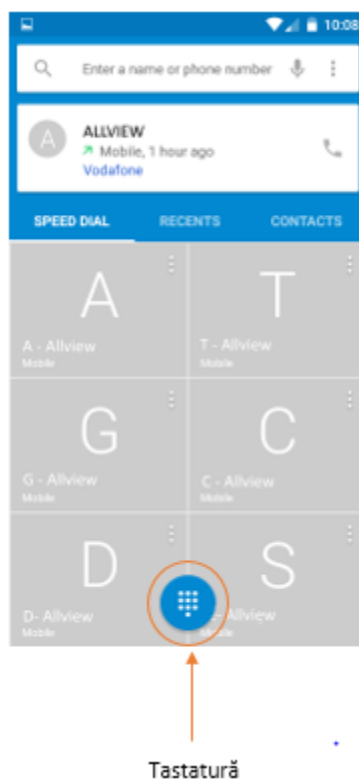 10:08
Enter a name or phone number
A
ALLVIEW
Mobile, 1 hour ago
Vodafone
SPEED DIAL RECENTS CONTACTS
A T
A - Allview T - Allview
Mobile Mobile
G C
G - Allview C - Allview
Mobile Mobile
D S
D- Allview - Allview
Mobile
Tastatură